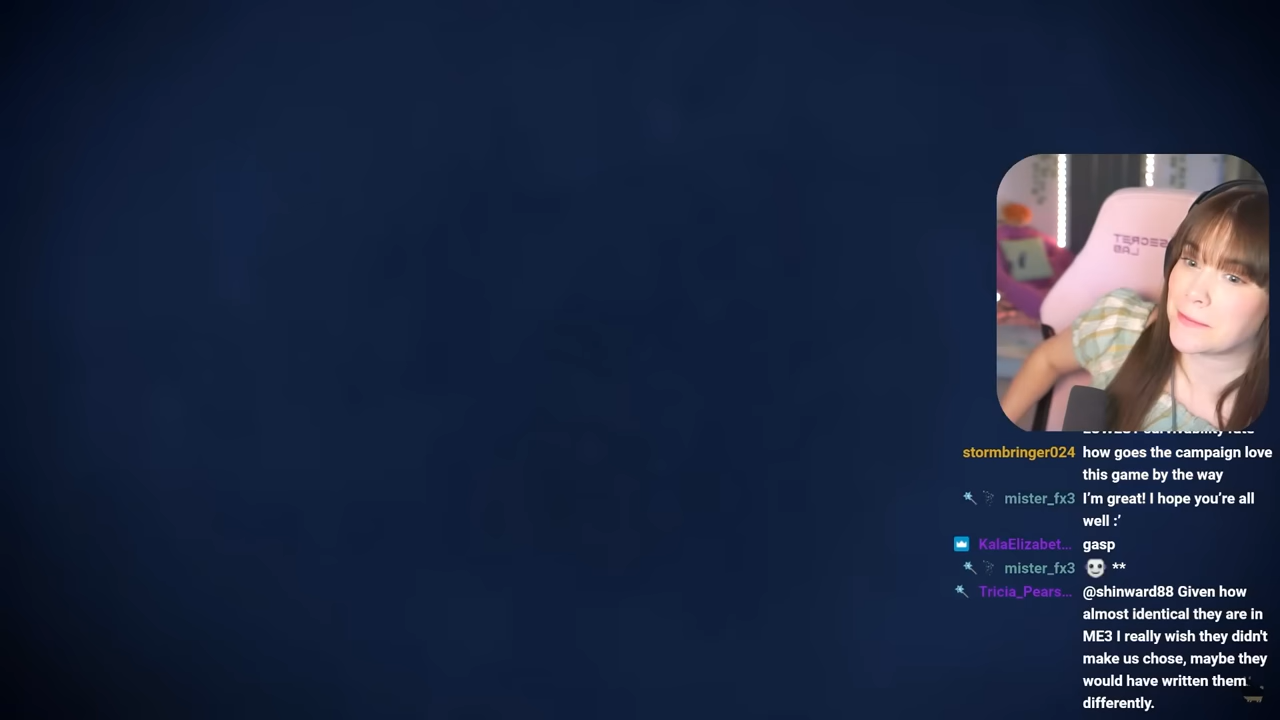 SECRET
LAB
stormbringer024 how goes the campaign love
this game by the way
mister_fx3 I'm great! I hope you're all
well :'
KalaElizabet... gasp
mister_fx3 **
Tricia_Pears... @shinward88 Given how
almost identical they are in
ME3 I really wish they didn't
make us chose, maybe they
would have written them
differently.